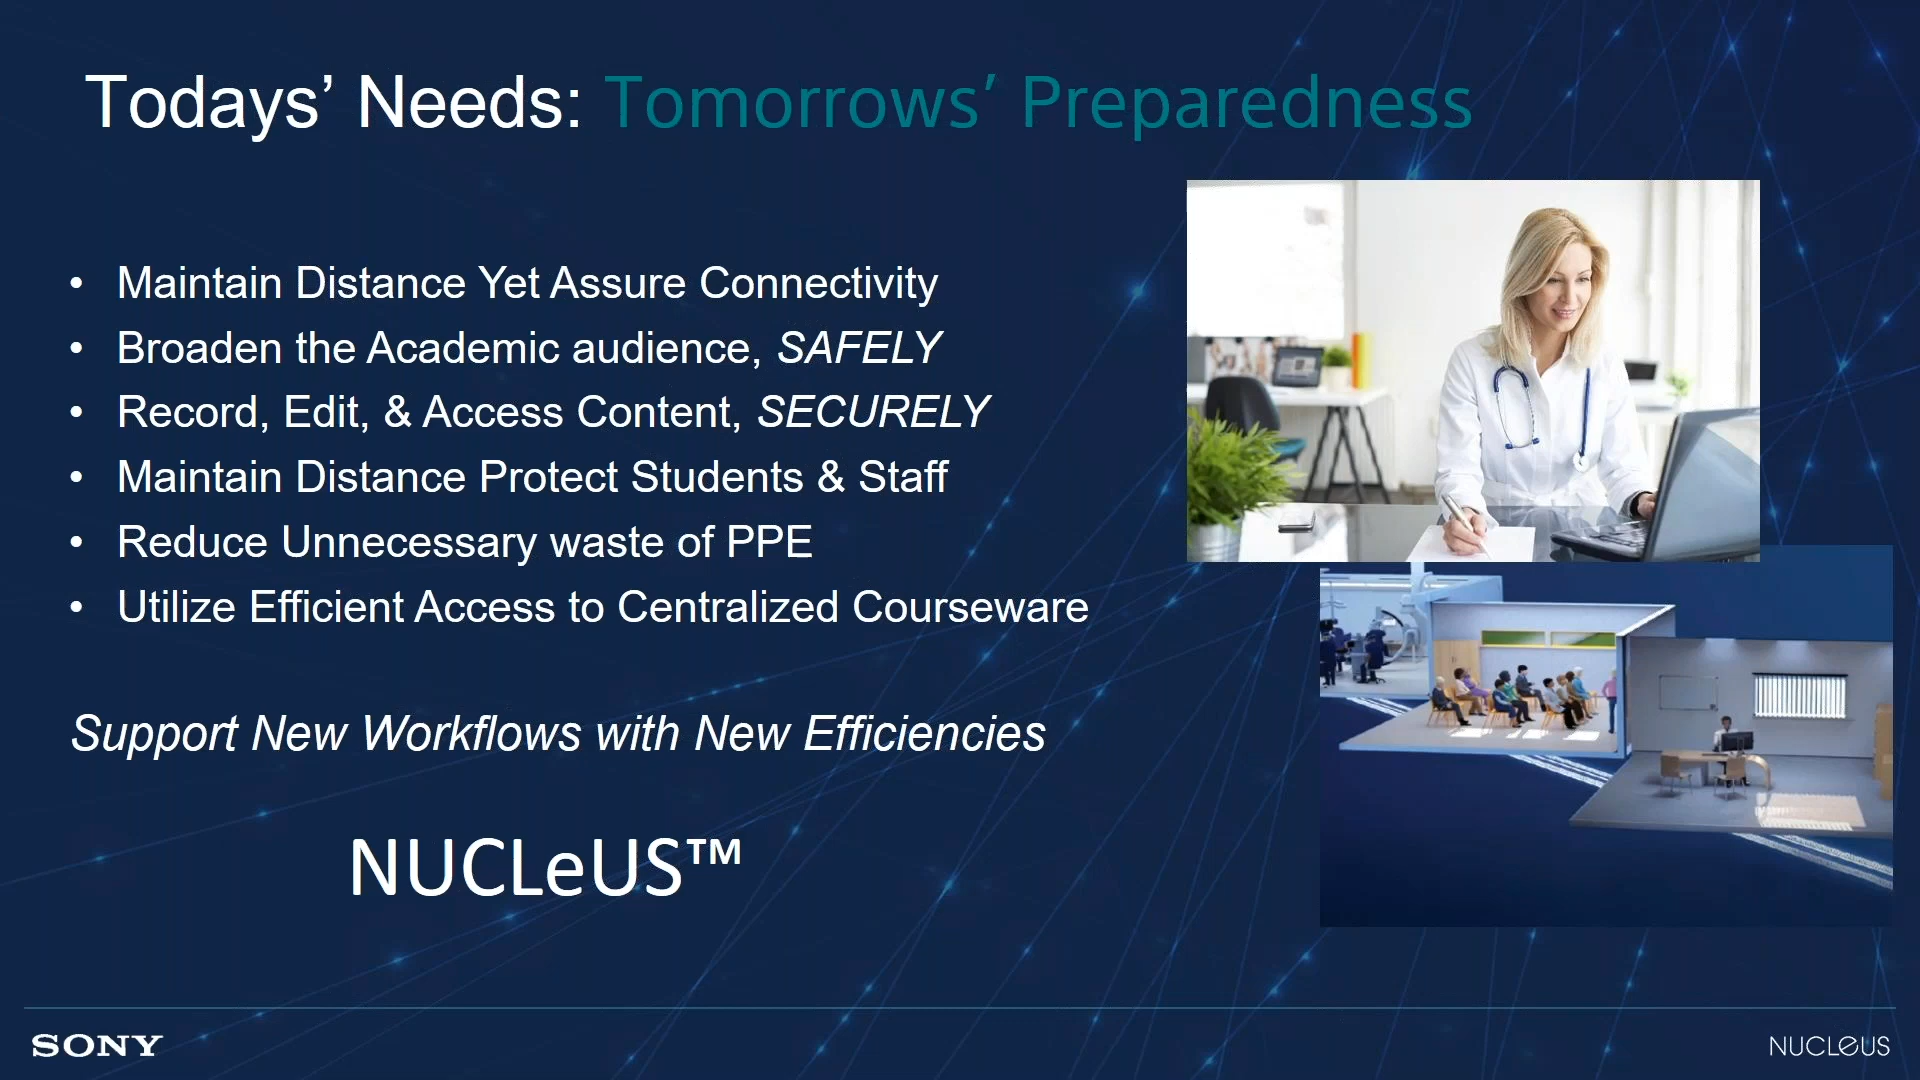 Todays’ Needs: Tomorrows’ Preparedness
• Maintain Distance Yet Assure Connectivity
• Broaden the Academic audience, SAFELY
• Record, Edit, & Access Content, SECURELY
• Maintain Distance Protect Students & Staff
• Reduce Unnecessary waste of PPE
• Utilize Efficient Access to Centralized Courseware
Support New Workflows with New Efficiencies
NUCLeUS™
SONY
NUCLeUS